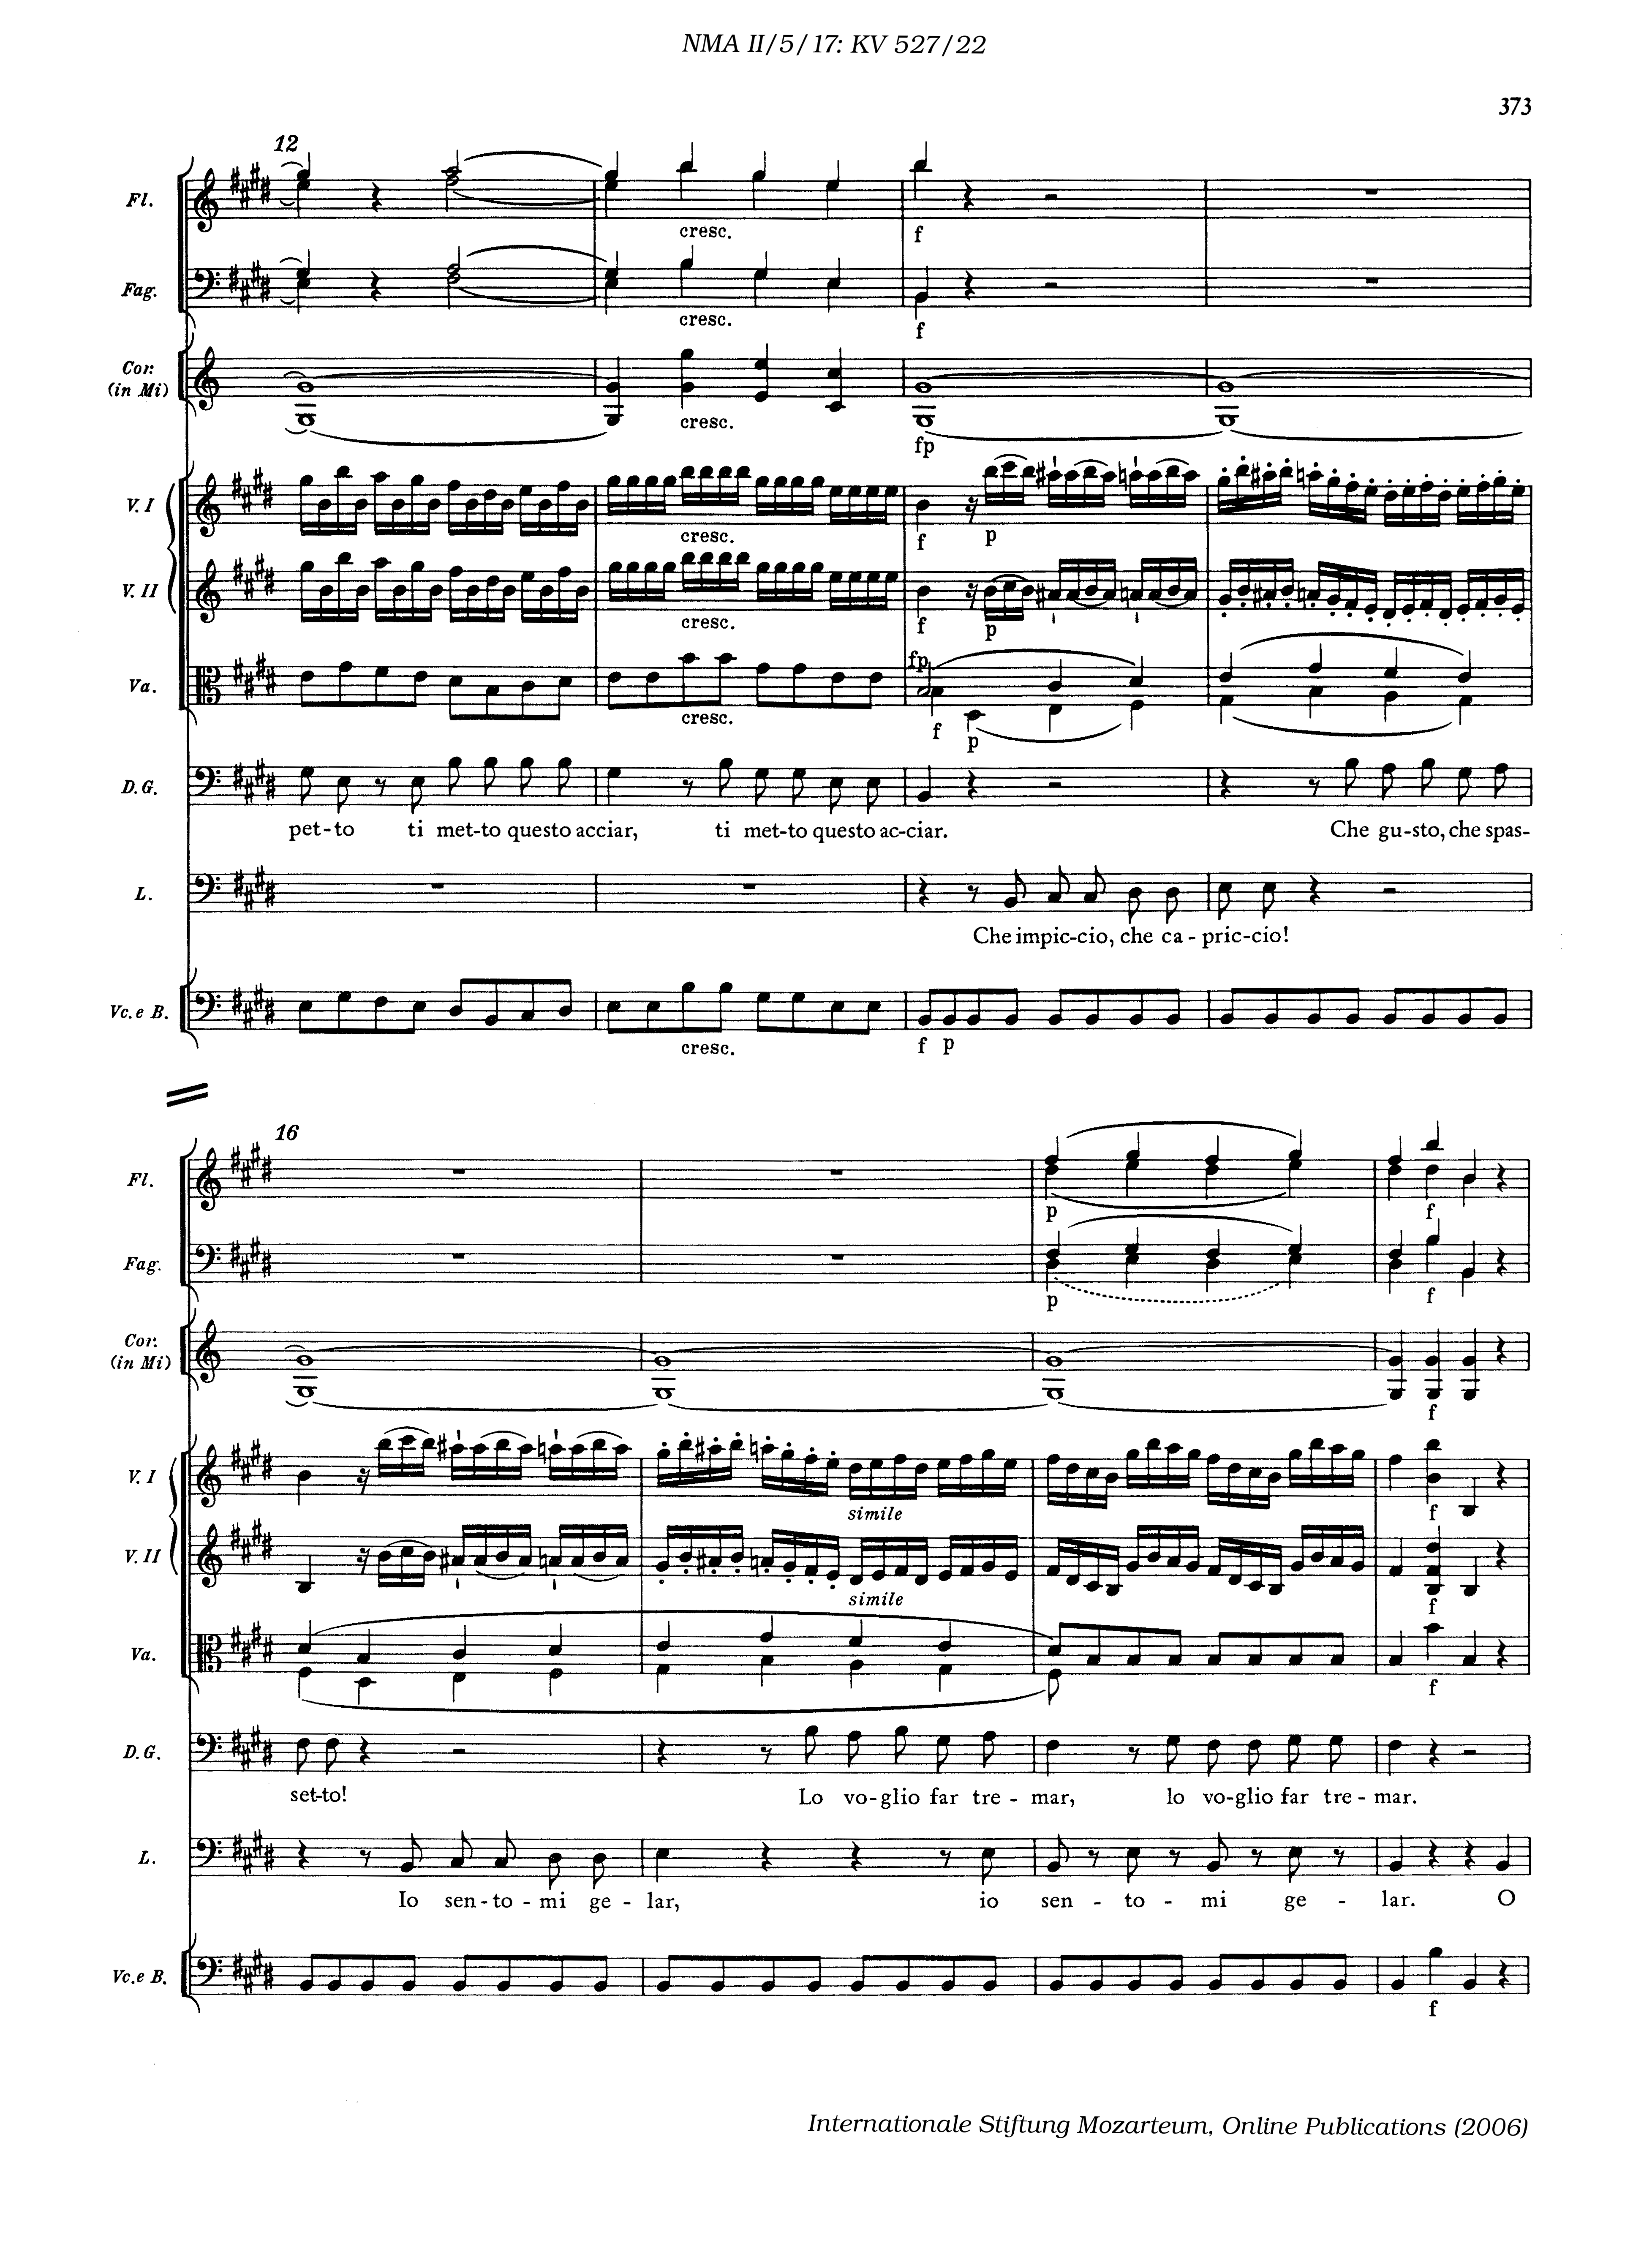 NMA II/5/17: KV 527/22
373
12
Fl.
cresc.
f
Fag.
cresc.
f
Cor.
(in Mi)
cresc.
fp
V. I
cresc.
f
p
V. II
cresc.
f
p
fp
Va.
cresc.
f
p
D. G.
pet-to ti met-to questo acciar, ti met-to questo ac-ciar. Che gu-sto, che spas-
L.
Che impic-cio, che ca-pric-cio!
Vc. e B.
cresc.
f p
16
Fl.
p
f
Fag.
p
f
Cor.
(in Mi)
f
V. I
simile
f
V. II
simile
f
Va.
f
D. G.
set-to! Lo vo-glio far tre-mar, lo vo-glio far tre-mar.
L.
Io sen-to-mi ge-lar, io sen-to-mi ge-lar. O
Vc. e B.
f
Internationale Stiftung Mozarteum, Online Publications (2006)